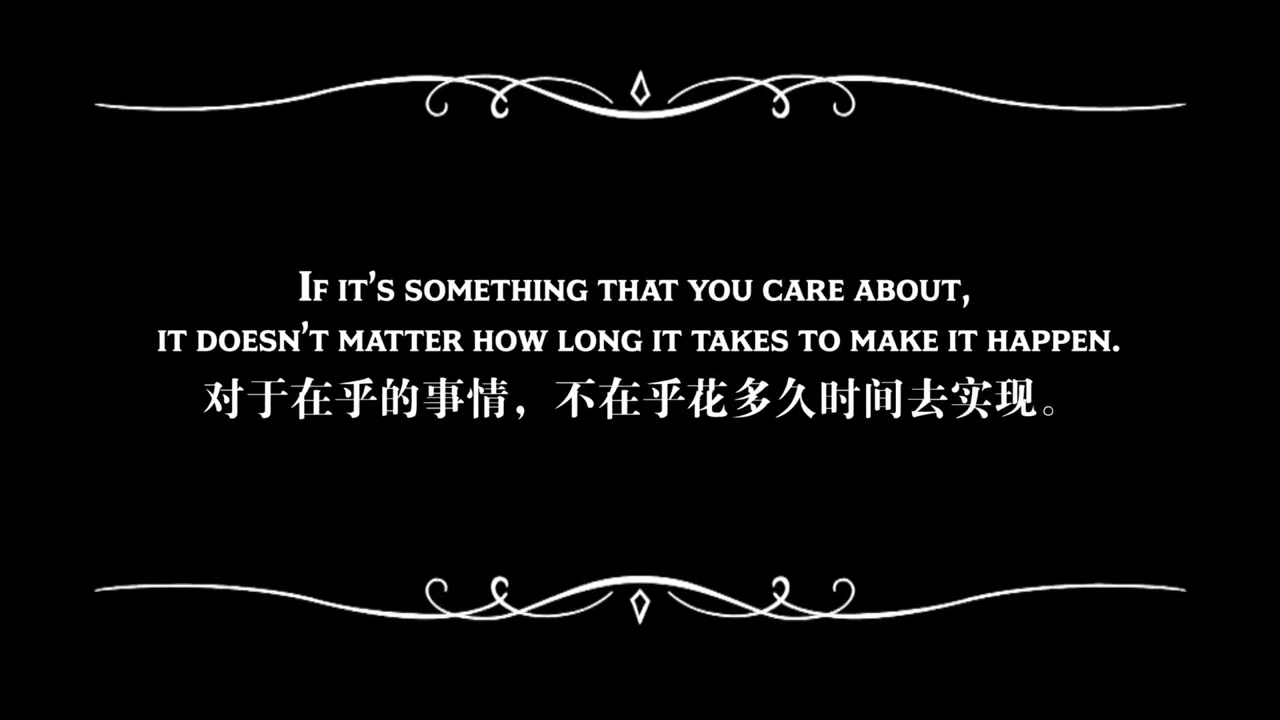 If it's something that you care about,
it doesn't matter how long it takes to make it happen.
对于在乎的事情，不在乎花多久时间去实现。